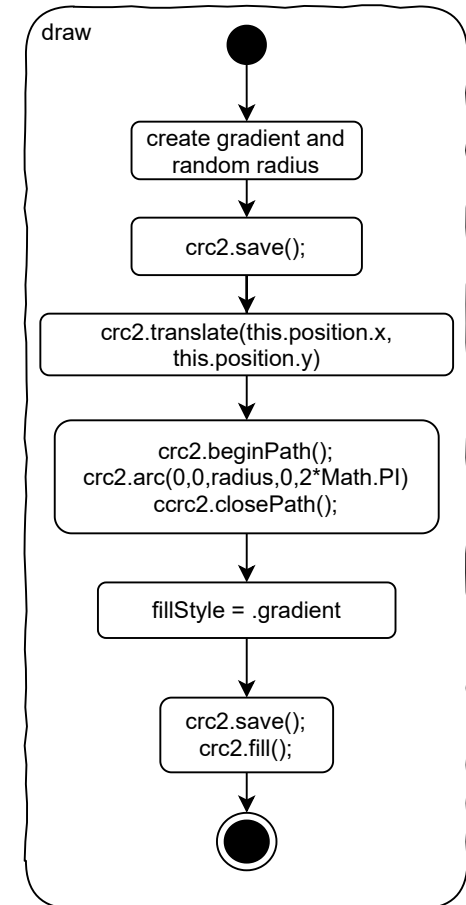 draw
create gradient and
random radius
crc2.save();
crc2.translate(this.position.x,
this.position.y)
crc2.beginPath();
crc2.arc(0,0,radius,0,2*Math.PI)
ccrc2.closePath();
fillStyle = .gradient
crc2.save();
crc2.fill();